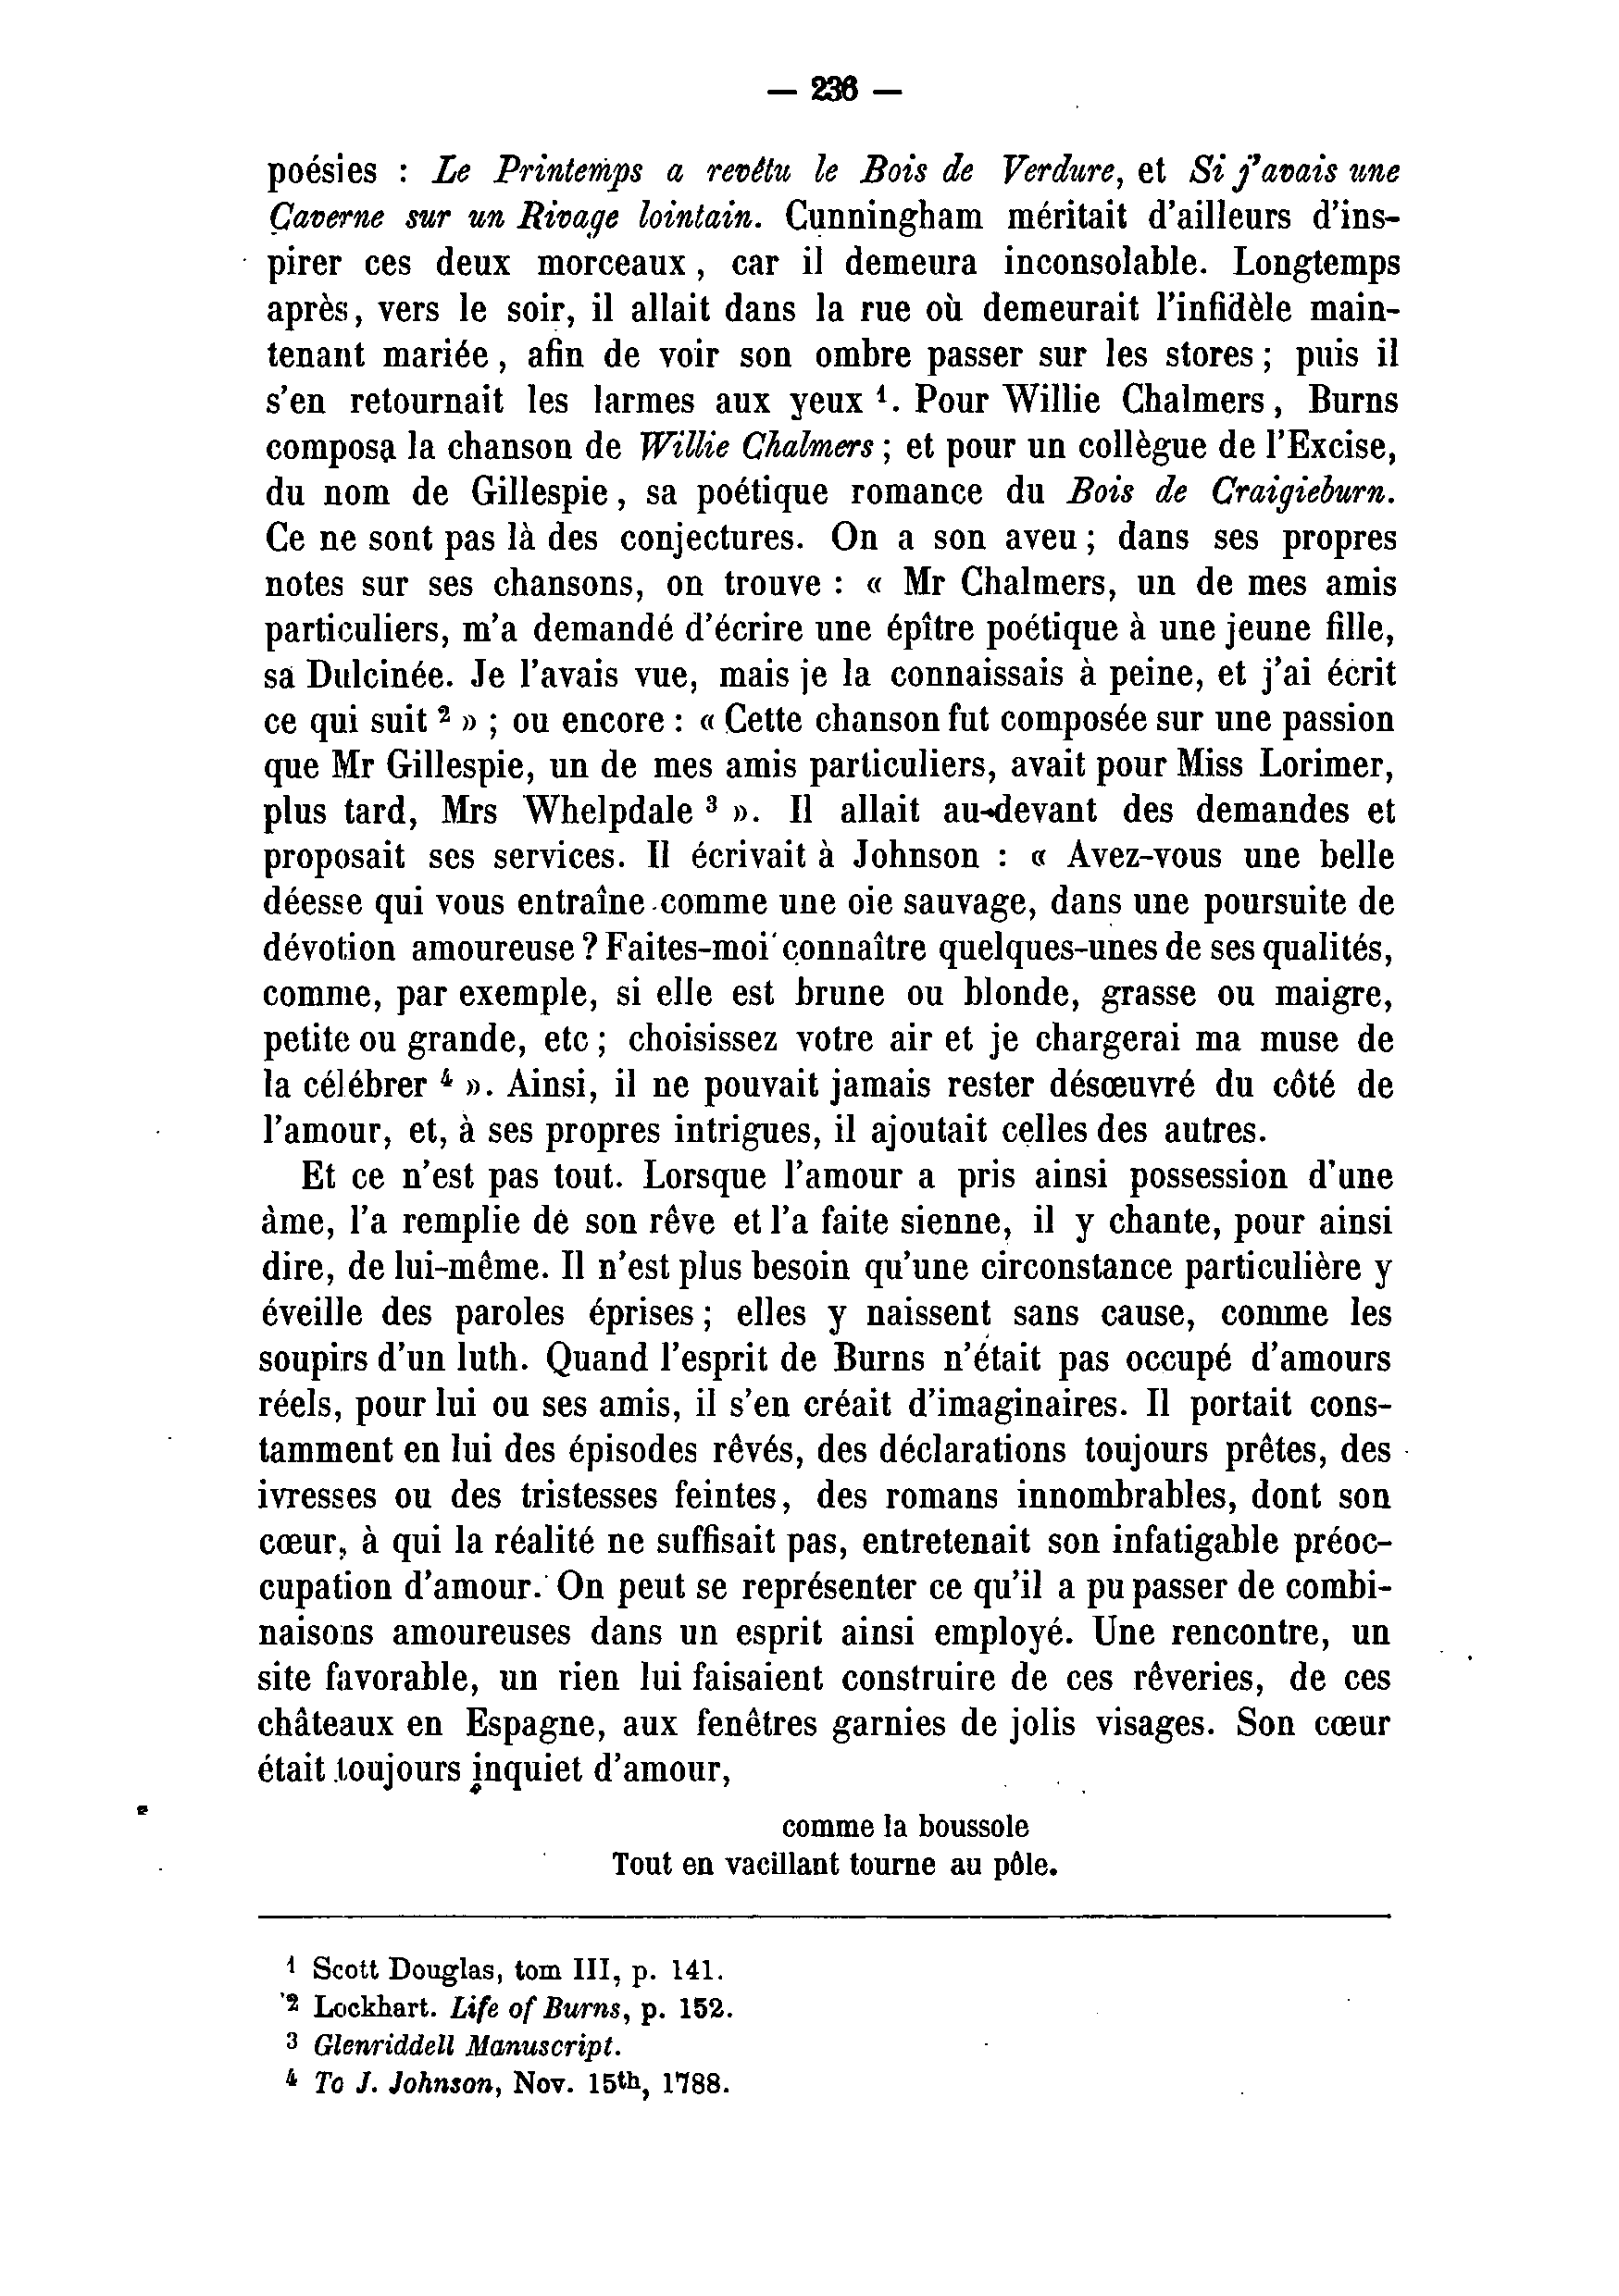 — 236 —
poésies : Le Printemps a revêtu le Bois de Verdure, et Si j'avais une
Caverne sur un Rivage lointain. Cunningham méritait d'ailleurs d'ins-
pirer ces deux morceaux, car il demeura inconsolable. Longtemps
après, vers le soir, il allait dans la rue où demeurait l'infidèle main-
tenant mariée, afin de voir son ombre passer sur les stores ; puis il
s'en retournait les larmes aux yeux ¹. Pour Willie Chalmers, Burns
composa la chanson de Willie Chalmers ; et pour un collègue de l'Excise,
du nom de Gillespie, sa poétique romance du Bois de Craigieburn.
Ce ne sont pas là des conjectures. On a son aveu ; dans ses propres
notes sur ses chansons, on trouve : « Mr Chalmers, un de mes amis
particuliers, m'a demandé d'écrire une épître poétique à une jeune fille,
sa Dulcinée. Je l'avais vue, mais je la connaissais à peine, et j'ai écrit
ce qui suit ² » ; ou encore : « Cette chanson fut composée sur une passion
que Mr Gillespie, un de mes amis particuliers, avait pour Miss Lorimer,
plus tard, Mrs Whelpdale ³ ». Il allait au-devant des demandes et
proposait ses services. Il écrivait à Johnson : « Avez-vous une belle
déesse qui vous entraîne comme une oie sauvage, dans une poursuite de
dévotion amoureuse ? Faites-moi connaître quelques-unes de ses qualités,
comme, par exemple, si elle est brune ou blonde, grasse ou maigre,
petite ou grande, etc ; choisissez votre air et je chargerai ma muse de
la célébrer ⁴ ». Ainsi, il ne pouvait jamais rester désœuvré du côté de
l'amour, et, à ses propres intrigues, il ajoutait celles des autres.
Et ce n'est pas tout. Lorsque l'amour a pris ainsi possession d'une
âme, l'a remplie de son rêve et l'a faite sienne, il y chante, pour ainsi
dire, de lui-même. Il n'est plus besoin qu'une circonstance particulière y
éveille des paroles éprises ; elles y naissent sans cause, comme les
soupirs d'un luth. Quand l'esprit de Burns n'était pas occupé d'amours
réels, pour lui ou ses amis, il s'en créait d'imaginaires. Il portait cons-
tamment en lui des épisodes rêvés, des déclarations toujours prêtes, des
ivresses ou des tristesses feintes, des romans innombrables, dont son
cœur, à qui la réalité ne suffisait pas, entretenait son infatigable préoc-
cupation d'amour. On peut se représenter ce qu'il a pu passer de combi-
naisons amoureuses dans un esprit ainsi employé. Une rencontre, un
site favorable, un rien lui faisaient construire de ces rêveries, de ces
châteaux en Espagne, aux fenêtres garnies de jolis visages. Son cœur
était toujours inquiet d'amour,
comme la boussole
Tout en vacillant tourne au pôle.
¹ Scott Douglas, tom III, p. 141.
² Lockhart. Life of Burns, p. 152.
³ Glenriddell Manuscript.
⁴ To J. Johnson, Nov. 15th, 1788.